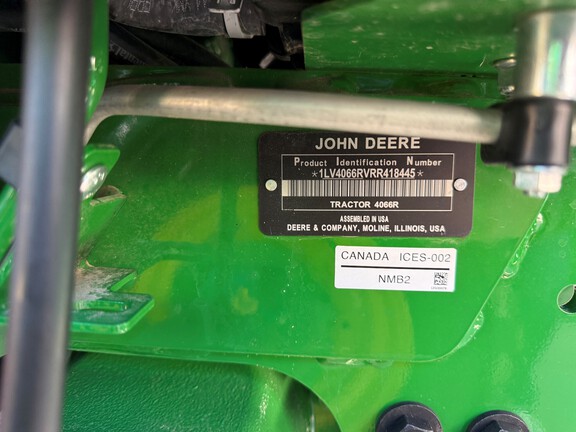 JOHN DEERE
Product Identification Number
*1LV4066RVRR418445*
TRACTOR 4066R
ASSEMBLED IN USA
DEERE & COMPANY, MOLINE, ILLINOIS, USA
CANADA ICES-002
NMB2